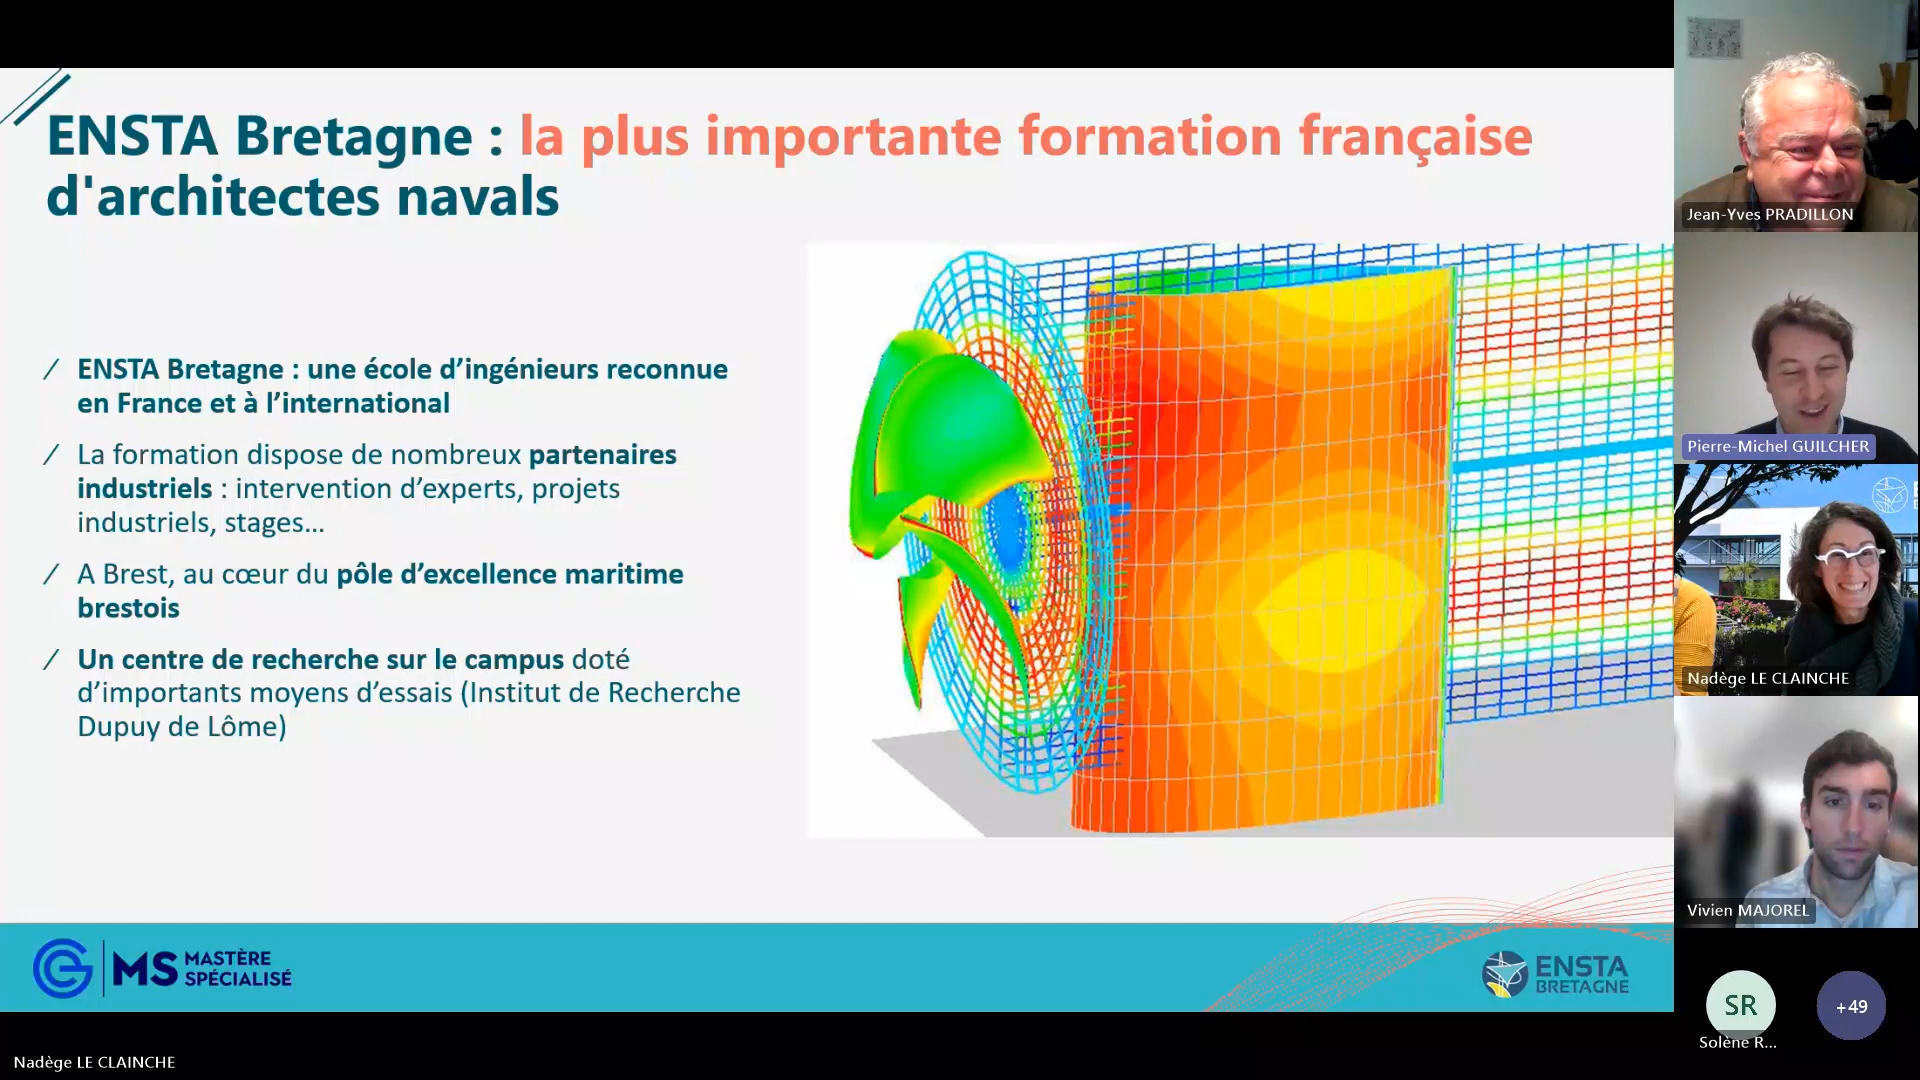 ENSTA Bretagne : la plus importante formation française
d'architectes navals
/ ENSTA Bretagne : une école d’ingénieurs reconnue
en France et à l’international
/ La formation dispose de nombreux partenaires
industriels : intervention d’experts, projets
industriels, stages…
/ A Brest, au cœur du pôle d’excellence maritime
brestois
/ Un centre de recherche sur le campus doté
d’importants moyens d’essais (Institut de Recherche
Dupuy de Lôme)
MS MASTÈRE
SPÉCIALISÉ
ENSTA
BRETAGNE
Nadège LE CLAINCHE
Jean-Yves PRADILLON
Pierre-Michel GUILCHER
Nadège LE CLAINCHE
Vivien MAJOREL
SR
Solène R...
+49